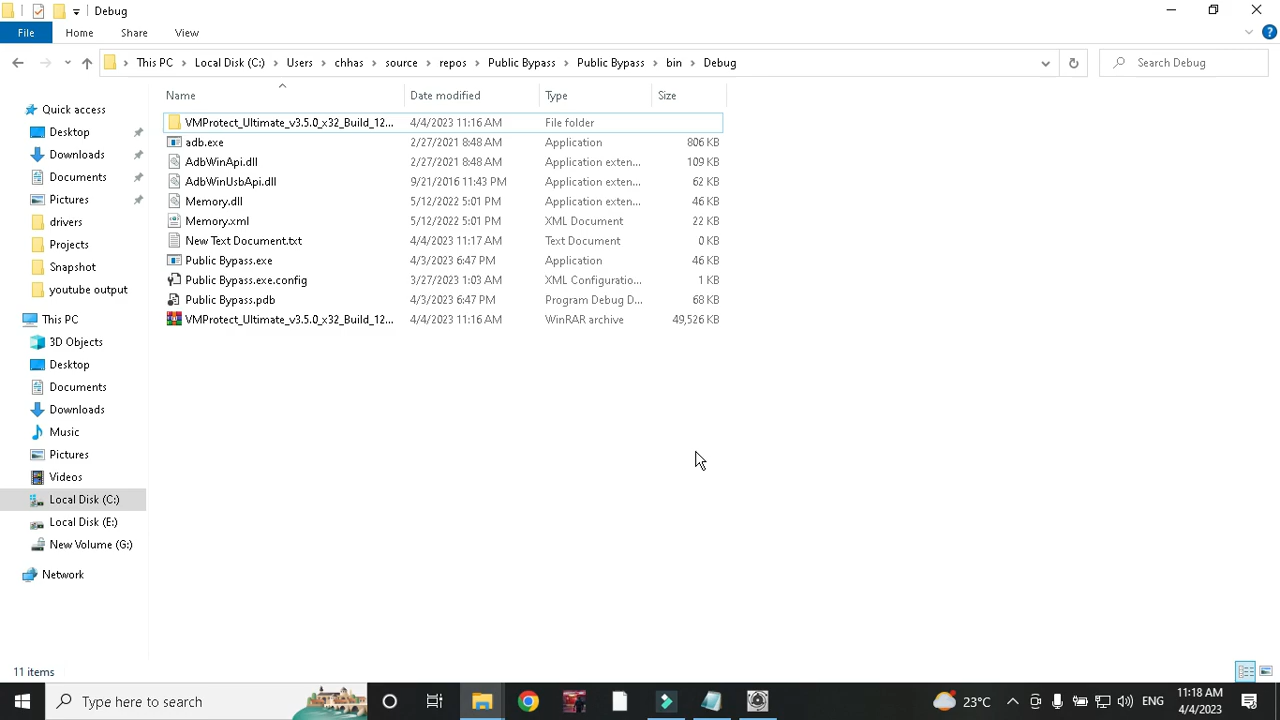 Debug
File Home Share View
This PC Local Disk (C:) Users chhas source repos Public Bypass Public Bypass bin Debug Search Debug
Name Date modified Type Size
Quick access
Desktop
Downloads
Documents
Pictures
drivers
Projects
Snapshot
youtube output
This PC
3D Objects
Desktop
Documents
Downloads
Music
Pictures
Videos
Local Disk (C:)
Local Disk (E:)
New Volume (G:)
Network
VMProtect_Ultimate_v3.5.0_x32_Build_12... 4/4/2023 11:16 AM File folder
adb.exe 2/27/2021 8:48 AM Application 806 KB
AdbWinApi.dll 2/27/2021 8:48 AM Application exten... 109 KB
AdbWinUsbApi.dll 9/21/2016 11:43 PM Application exten... 62 KB
Memory.dll 5/12/2022 5:01 PM Application exten... 46 KB
Memory.xml 5/12/2022 5:01 PM XML Document 22 KB
New Text Document.txt 4/4/2023 11:17 AM Text Document 0 KB
Public Bypass.exe 4/3/2023 6:47 PM Application 46 KB
Public Bypass.exe.config 3/27/2023 1:03 AM XML Configuratio... 1 KB
Public Bypass.pdb 4/3/2023 6:47 PM Program Debug D... 68 KB
VMProtect_Ultimate_v3.5.0_x32_Build_12... 4/4/2023 11:16 AM WinRAR archive 49,526 KB
11 items
Type here to search 23°C ENG 11:18 AM
4/4/2023